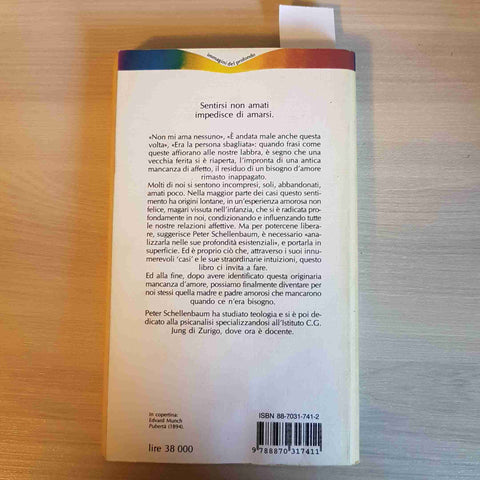 immagini del profondo
Sentirsi non amati
impedisce di amarsi.
«Non mi ama nessuno», «È andata male anche questa
volta», «Era la persona sbagliata»: quando frasi come
queste affiorano alle nostre labbra, è segno che una
vecchia ferita si è riaperta, l'impronta di una antica
mancanza di affetto, il residuo di un bisogno d'amore
rimasto inappagato.
Molti di noi si sentono incompresi, soli, abbandonati,
amati poco. Nella maggior parte dei casi questo senti-
mento ha origini lontane, in un'esperienza amorosa non
felice, magari vissuta nell'infanzia, che si è radicata pro-
fondamente in noi, condizionando e influenzando tutte
le nostre relazioni affettive. Ma per potercene libera-
re, suggerisce Peter Schellenbaum, è necessario «ana-
lizzarla nelle sue profondità esistenziali», e portarla in
superficie. Ed è proprio ciò che, attraverso i suoi innu-
merevoli 'casi' e le sue straordinarie intuizioni, questo
libro ci invita a fare.
Ed alla fine, dopo avere identificato questa originaria
mancanza d'amore, possiamo finalmente diventare per
noi stessi quella madre e padre amorosi che mancarono
quando ce n'era bisogno.
Peter Schellenbaum ha studiato teologia e si è poi de-
dicato alla psicanalisi specializzandosi all'Istituto C.G.
Jung di Zurigo, dove ora è docente.
In copertina:
Edvard Munch
Pubertà (1894).
lire 38 000
ISBN 88-7031-741-2
9 788870 317411